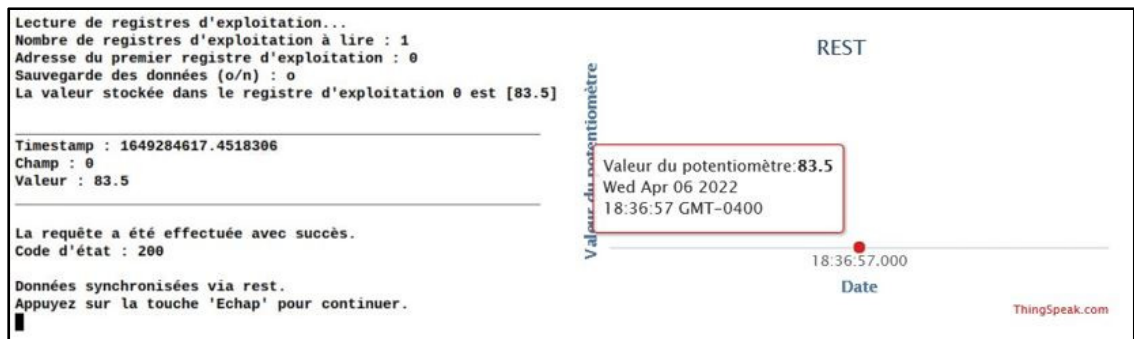 Lecture de registres d'exploitation...
Nombre de registres d'exploitation à lire : 1
Adresse du premier registre d'exploitation : 0
Sauvegarde des données (o/n) : o
La valeur stockée dans le registre d'exploitation 0 est [83.5]
Timestamp : 1649284617.4518306
Champ : 0
Valeur : 83.5
La requête a été effectuée avec succès.
Code d'état : 200
Données synchronisées via rest.
Appuyez sur la touche 'Echap' pour continuer.
REST
Valeur du potentiomètre
Valeur du potentiomètre:83.5
Wed Apr 06 2022
18:36:57 GMT-0400
18:36:57.000
Date
ThingSpeak.com